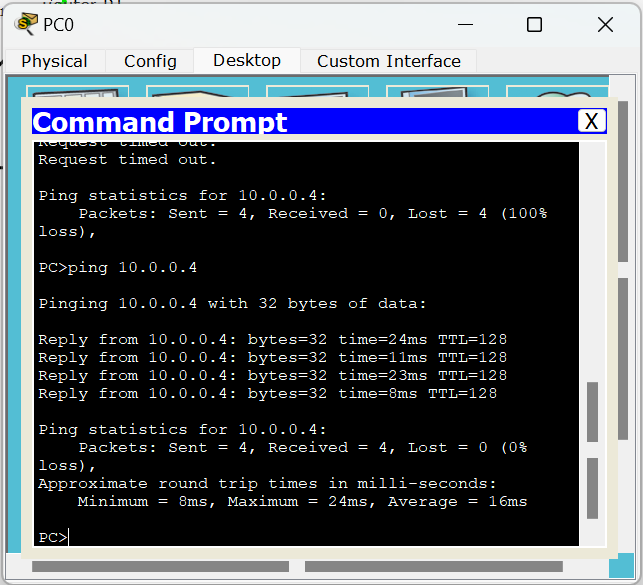 PC0
Physical Config Desktop Custom Interface
Command Prompt X
Request timed out.
Request timed out.
Ping statistics for 10.0.0.4:
Packets: Sent = 4, Received = 0, Lost = 4 (100%
loss),
PC>ping 10.0.0.4
Pinging 10.0.0.4 with 32 bytes of data:
Reply from 10.0.0.4: bytes=32 time=24ms TTL=128
Reply from 10.0.0.4: bytes=32 time=11ms TTL=128
Reply from 10.0.0.4: bytes=32 time=23ms TTL=128
Reply from 10.0.0.4: bytes=32 time=8ms TTL=128
Ping statistics for 10.0.0.4:
Packets: Sent = 4, Received = 4, Lost = 0 (0%
loss),
Approximate round trip times in milli-seconds:
Minimum = 8ms, Maximum = 24ms, Average = 16ms
PC>